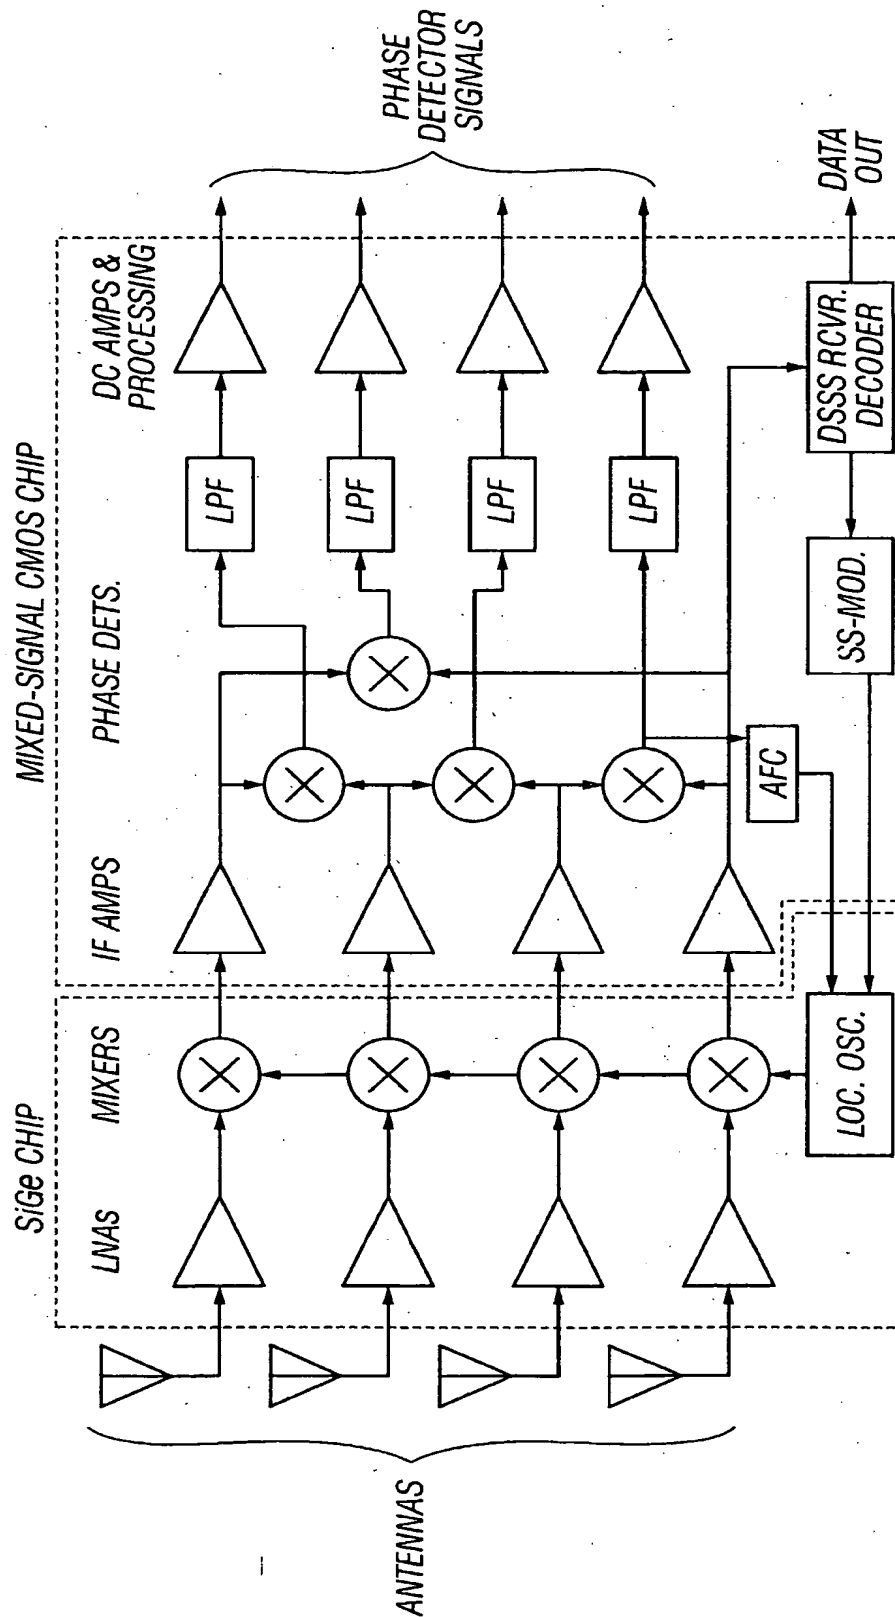 SiGe CHIP
MIXED-SIGNAL CMOS CHIP
LNAS
MIXERS
IF AMPS
PHASE DETS.
DC AMPS &
PROCESSING
ANTENNAS
LPF
LPF
LPF
LPF
PHASE
DETECTOR
SIGNALS
AFC
LOC. OSC.
SS-MOD.
DSSS RCVR.
DECODER
DATA
OUT